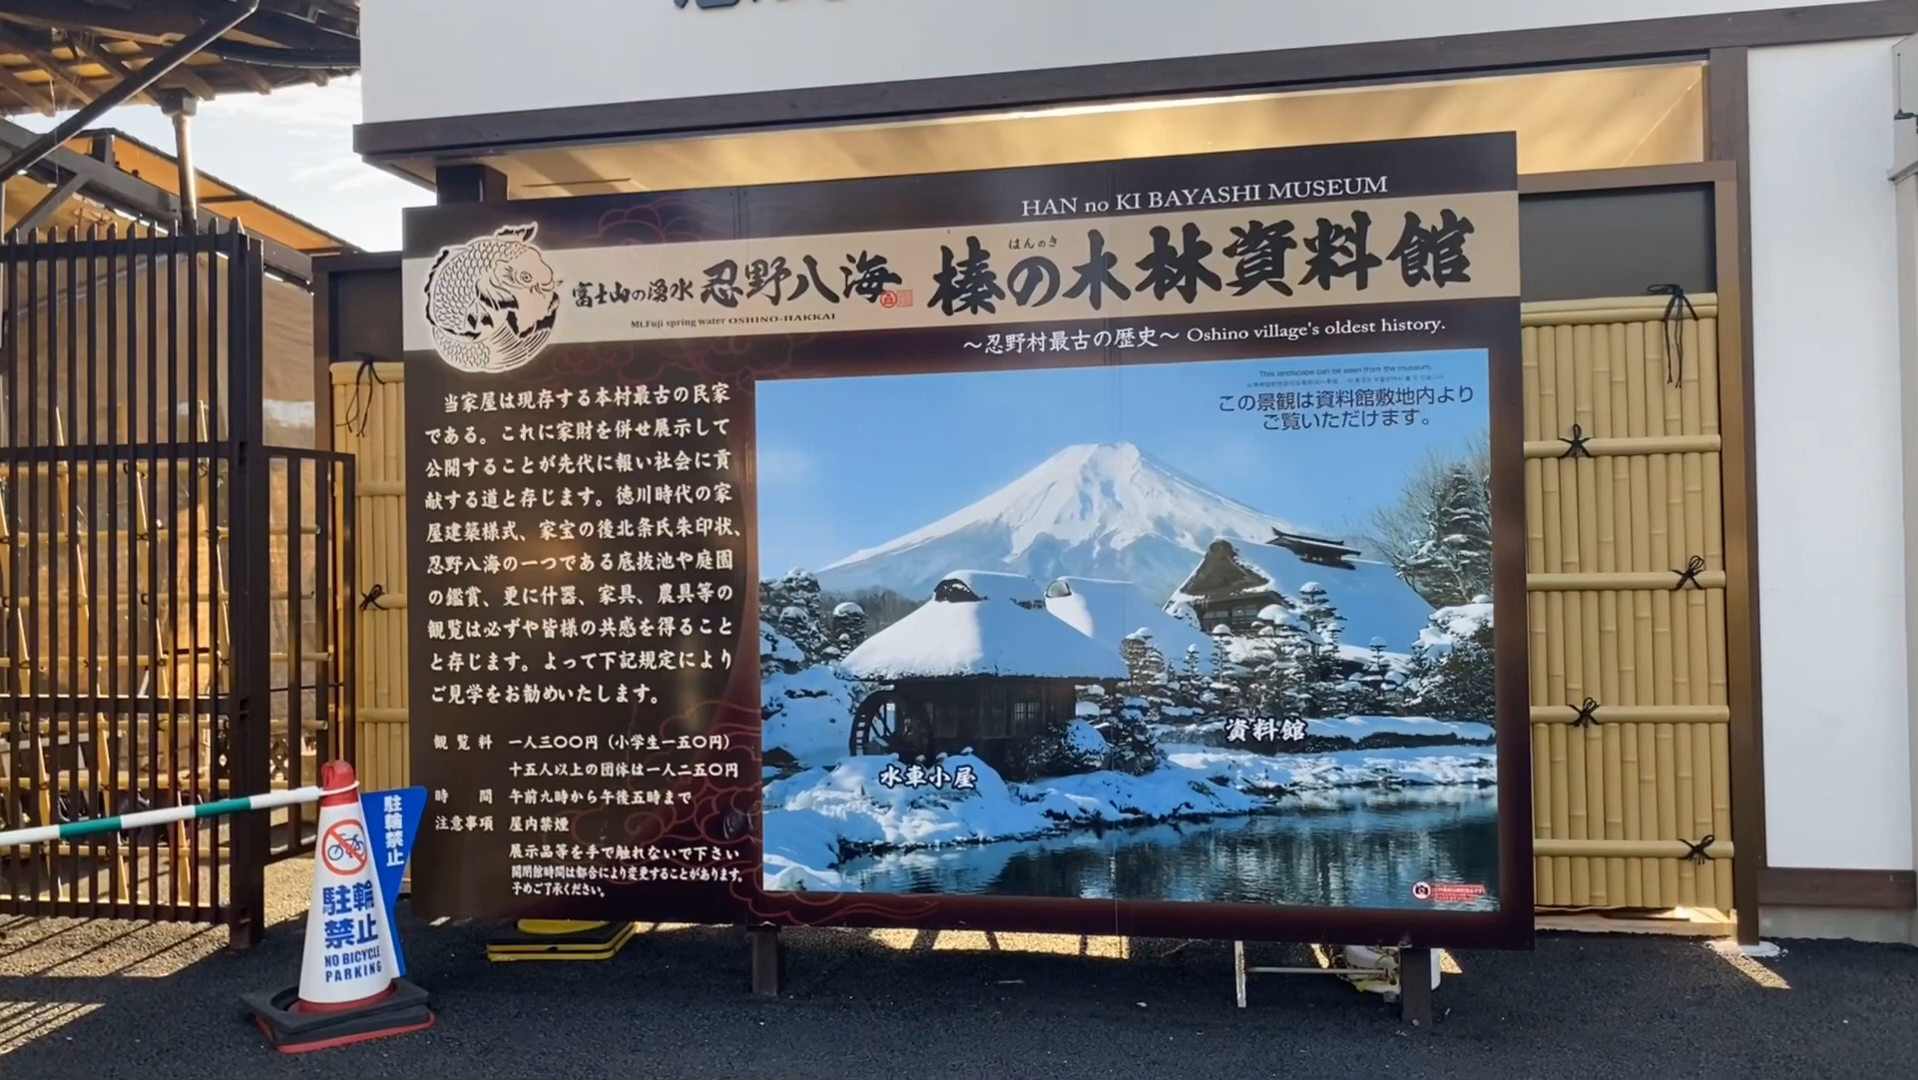 HAN no KI BAYASHI MUSEUM
富士山の湧水 忍野八海 榛の木林資料館
はんのき
Mt.Fuji spring water OSHINO-HAKKAI
～忍野村最古の歴史～ Oshino village's oldest history.
当家屋は現存する本村最古の民家
である。これに家財を併せ展示して
公開することが先代に報い社会に貢
献する道と存じます。徳川時代の家
屋建築様式、家宝の後北条氏朱印状、
忍野八海の一つである底抜池や庭園
の鑑賞、更に什器、家具、農具等の
観覧は必ずや皆様の共感を得ること
と存じます。よって下記規定により
ご見学をお勧めいたします。
観覧料 一人三〇〇円（小学生一五〇円）
十五人以上の団体は一人二五〇円
時 間 午前九時から午後五時まで
注意事項 屋内禁煙
展示品等を手で触れないで下さい
開閉館時間は都合により変更することがあります。
予めご了承ください。
This landscape can be seen from the museum.
この景観は資料館敷地内より
ご覧いただけます。
資料館
水車小屋
駐輪禁止
駐輪
禁止
NO BICYCLE
PARKING